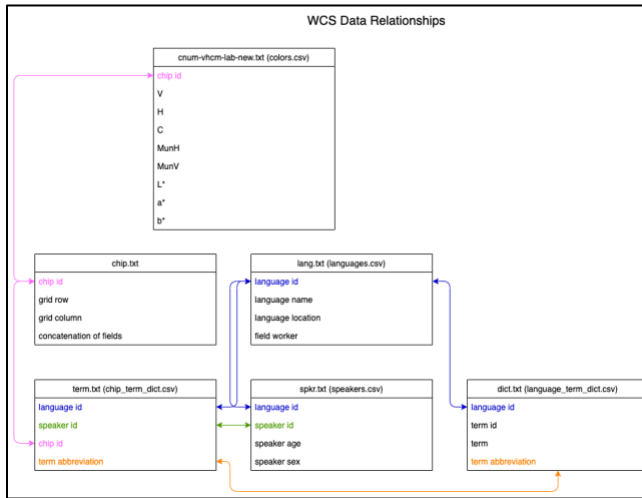 WCS Data Relationships
cnum-vhcm-lab-new.txt (colors.csv)
chip id
V
H
C
MunH
MunV
L*
a*
b*
chip.txt
chip id
grid row
grid column
concatenation of fields
lang.txt (languages.csv)
language id
language name
language location
field worker
term.txt (chip_term_dict.csv)
language id
speaker id
chip id
term abbreviation
spkr.txt (speakers.csv)
language id
speaker id
speaker age
speaker sex
dict.txt (language_term_dict.csv)
language id
term id
term
term abbreviation